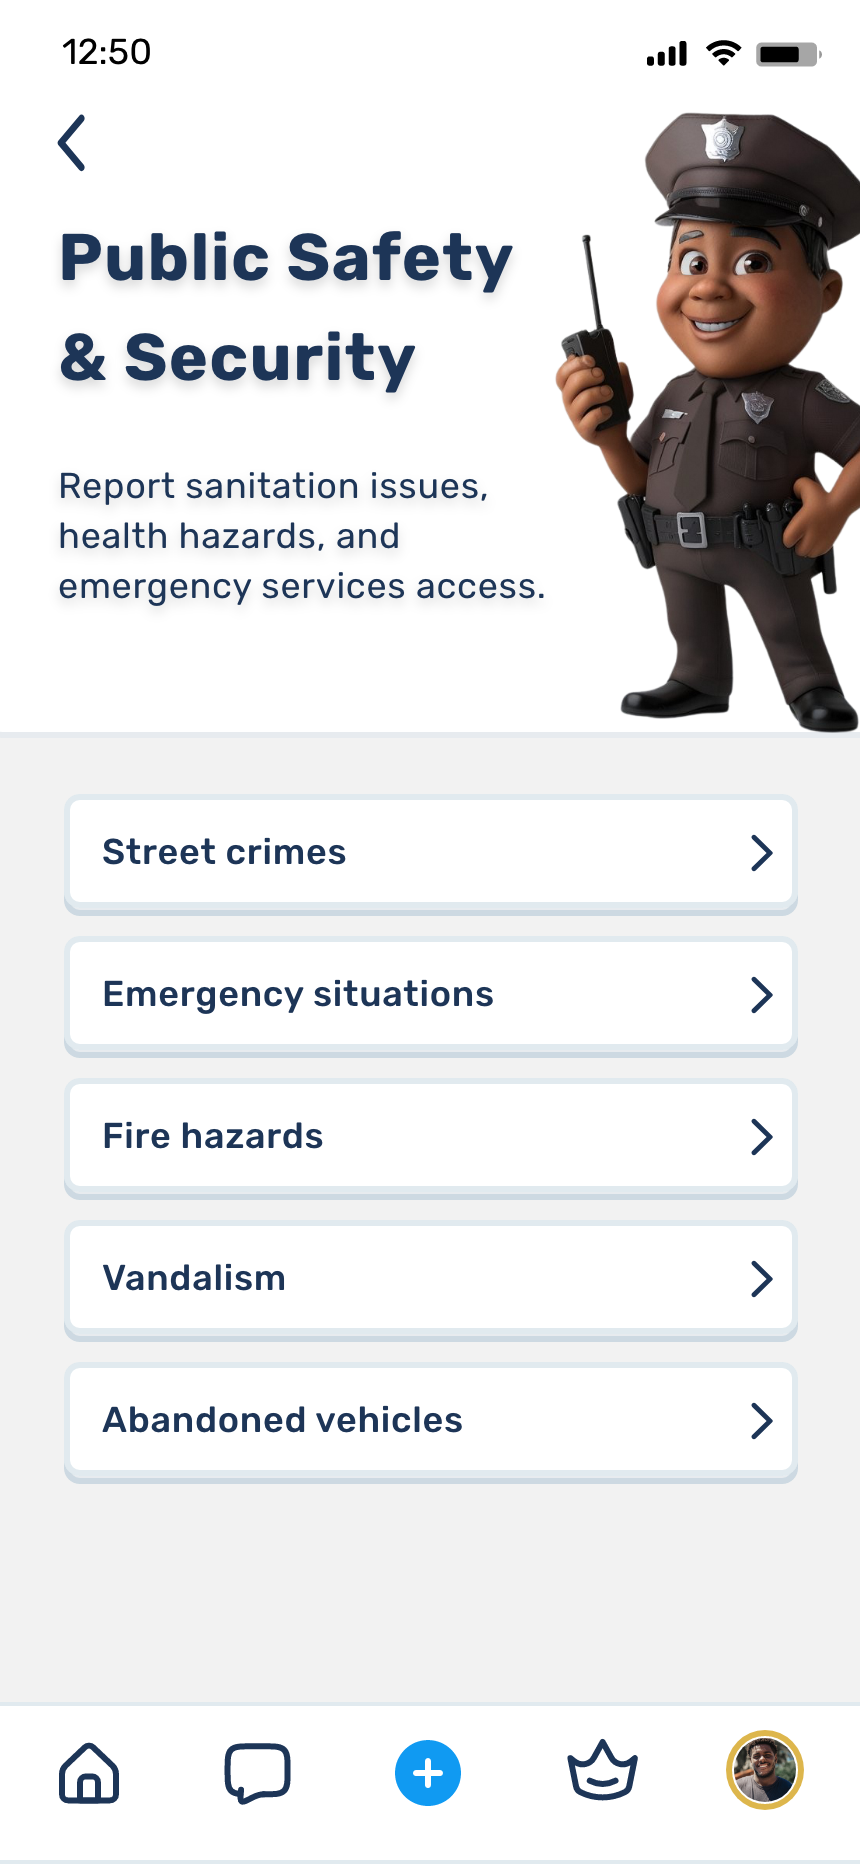 12:50
Public Safety
& Security
Report sanitation issues,
health hazards, and
emergency services access.
Street crimes
Emergency situations
Fire hazards
Vandalism
Abandoned vehicles